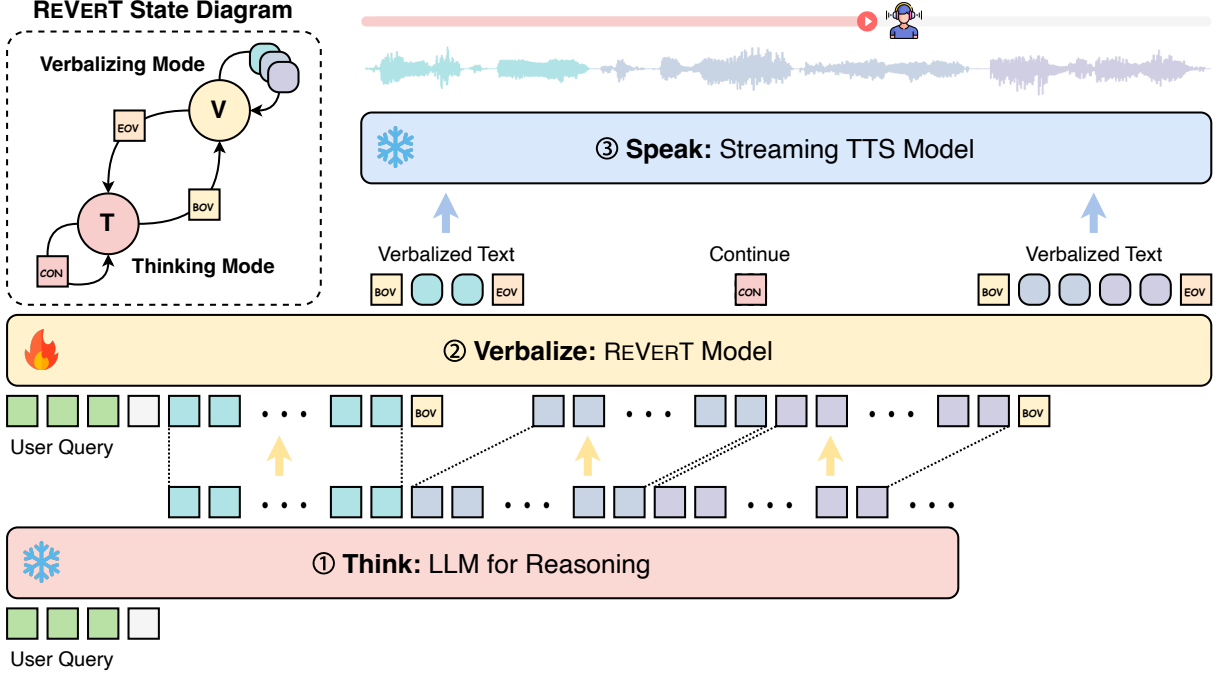 REVERT State Diagram
Verbalizing Mode
V
EOV
BOV
T
CON
Thinking Mode
③ Speak: Streaming TTS Model
Verbalized Text
Continue
Verbalized Text
BOV
EOV
CON
BOV
EOV
② Verbalize: REVERT Model
BOV
BOV
User Query
① Think: LLM for Reasoning
User Query